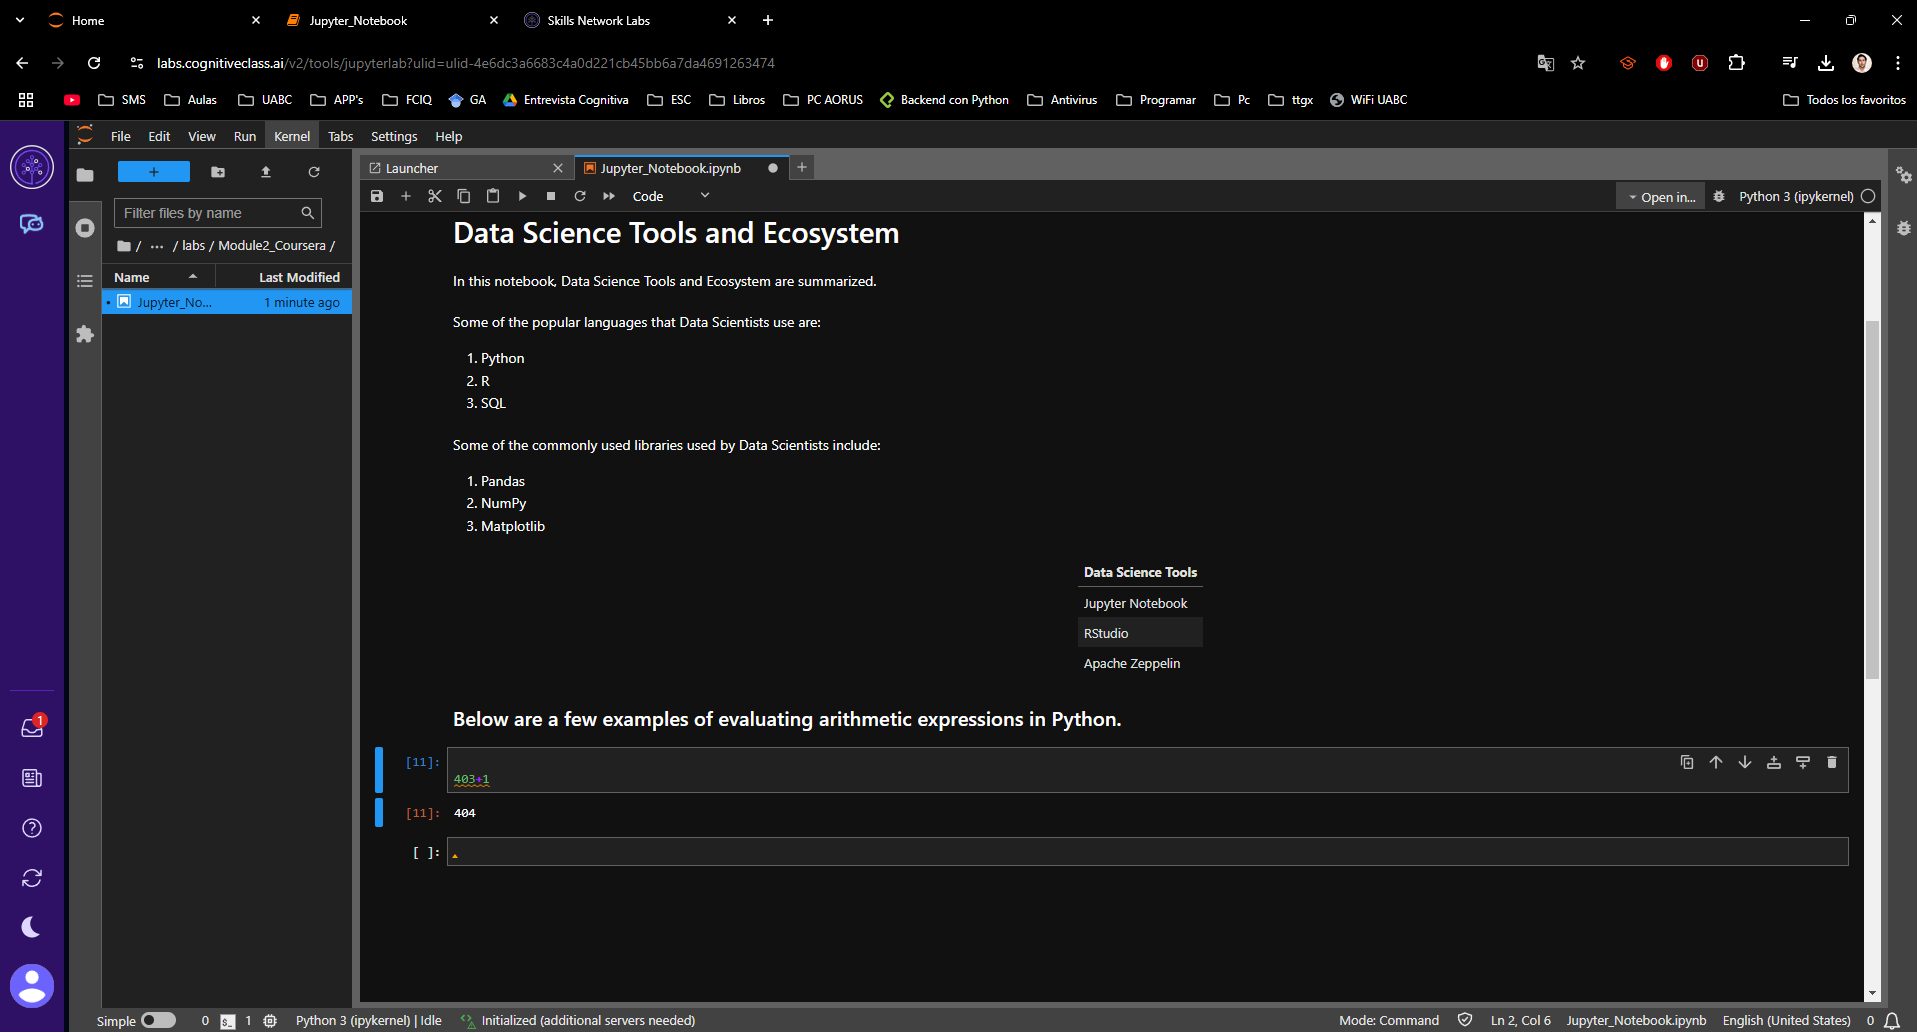 Home
Jupyter_Notebook
Skills Network Labs
labs.cognitiveclass.ai/v2/tools/jupyterlab?ulid=ulid-4e6dc3a6683c4a0d221cb45bb6a7da4691263474
SMS Aulas UABC APP's FCIQ GA Entrevista Cognitiva ESC Libros PC AORUS Backend con Python Antivirus Programar Pc ttgx WiFi UABC Todos los favoritos
File Edit View Run Kernel Tabs Settings Help
Launcher
Jupyter_Notebook.ipynb
Code
Open in...
Python 3 (ipykernel)
Filter files by name
/ ··· / labs / Module2_Coursera /
Name Last Modified
Jupyter_No... 1 minute ago
Data Science Tools and Ecosystem
In this notebook, Data Science Tools and Ecosystem are summarized.
Some of the popular languages that Data Scientists use are:
1. Python
2. R
3. SQL
Some of the commonly used libraries used by Data Scientists include:
1. Pandas
2. NumPy
3. Matplotlib
Data Science Tools
Jupyter Notebook
RStudio
Apache Zeppelin
Below are a few examples of evaluating arithmetic expressions in Python.
[11]:
403+1
[11]: 404
[ ]:
1
Simple 0 $_ 1 Python 3 (ipykernel) | Idle Initialized (additional servers needed) Mode: Command Ln 2, Col 6 Jupyter_Notebook.ipynb English (United States) 0